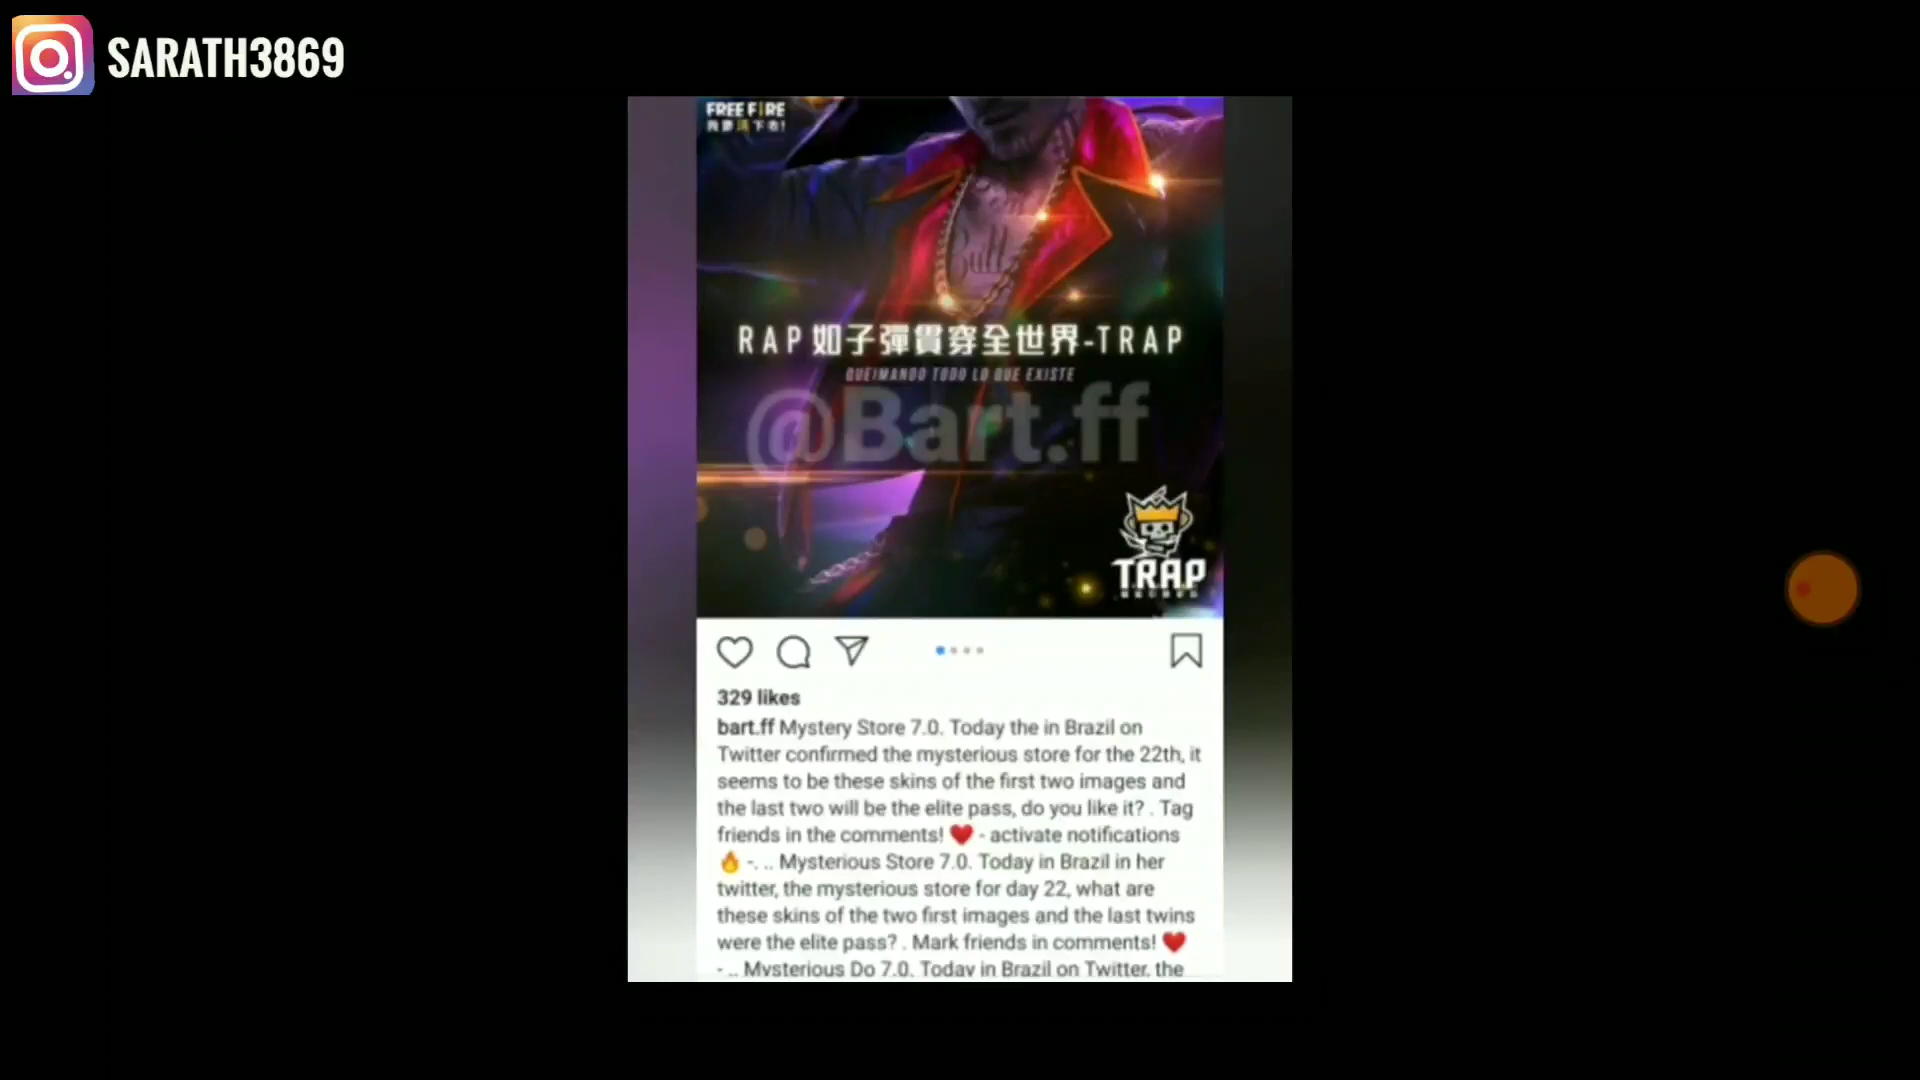 SARATH3869
FREE FIRE
我要活下去!
Bull
RAP 如子彈貫穿全世界-TRAP
QUEIMANDO TODO LO QUE EXISTE
@Bart.ff
TRAP
329 likes
bart.ff Mystery Store 7.0. Today the in Brazil on
Twitter confirmed the mysterious store for the 22th, it
seems to be these skins of the first two images and
the last two will be the elite pass, do you like it? . Tag
friends in the comments! ❤️ - activate notifications
🔥 -. .. Mysterious Store 7.0. Today in Brazil in her
twitter, the mysterious store for day 22, what are
these skins of the two first images and the last twins
were the elite pass? . Mark friends in comments! ❤️
- .. Mysterious Do 7.0. Today in Brazil on Twitter, the